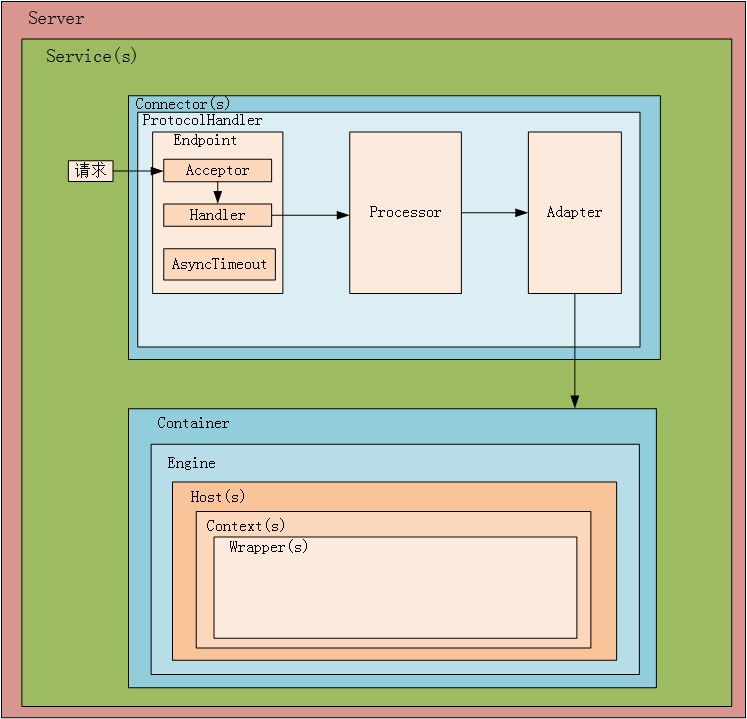 Server
Service(s)
Connector(s)
ProtocolHandler
Endpoint
请求
Acceptor
Handler
Processor
Adapter
AsyncTimeout
Container
Engine
Host(s)
Context(s)
Wrapper(s)